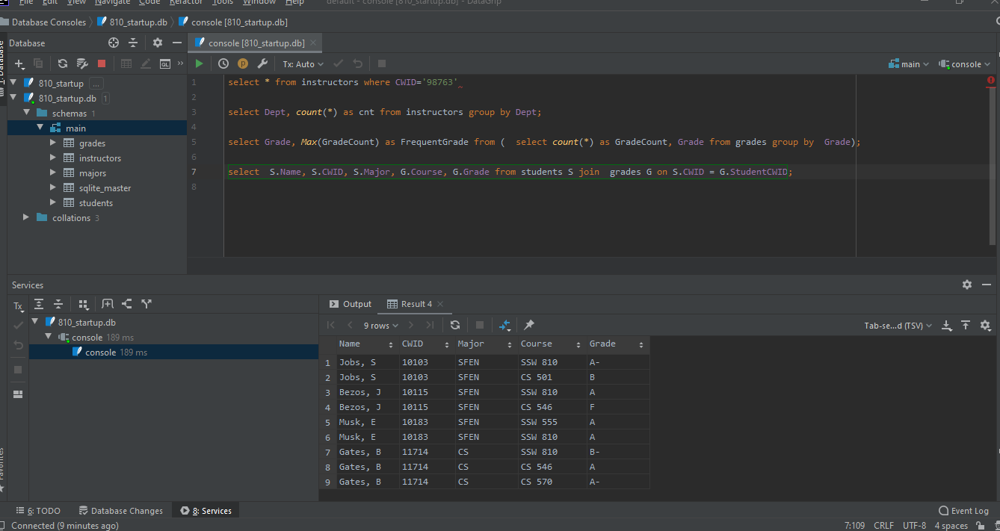 File Edit View Navigate Code Refactor Tools Window Help default - console [810_startup.db] - DataGrip
Database Consoles 810_startup.db console [810_startup.db]
Database
console [810_startup.db]
Tx: Auto main console
1: Database
810_startup ...
810_startup.db 1
schemas 1
main
grades
instructors
majors
sqlite_master
students
collations 3
1 select * from instructors where CWID='98763'
2
3 select Dept, count(*) as cnt from instructors group by Dept;
4
5 select Grade, Max(GradeCount) as FrequentGrade from (  select count(*) as GradeCount, Grade from grades group by  Grade);
6
7 select  S.Name, S.CWID, S.Major, G.Course, G.Grade from students S join  grades G on S.CWID = G.StudentCWID;
8
Services
Tx
810_startup.db
console 189 ms
console 189 ms
Output Result 4
9 rows Tab-se...d (TSV)
Name CWID Major Course Grade
1 Jobs, S 10103 SFEN SSW 810 A-
2 Jobs, S 10103 SFEN CS 501 B
3 Bezos, J 10115 SFEN SSW 810 A
4 Bezos, J 10115 SFEN CS 546 F
5 Musk, E 10183 SFEN SSW 555 A
6 Musk, E 10183 SFEN SSW 810 A
7 Gates, B 11714 CS SSW 810 B-
8 Gates, B 11714 CS CS 546 A
9 Gates, B 11714 CS CS 570 A-
Favorites
6: TODO Database Changes 8: Services Event Log
Connected (9 minutes ago) 7:109 CRLF UTF-8 4 spaces